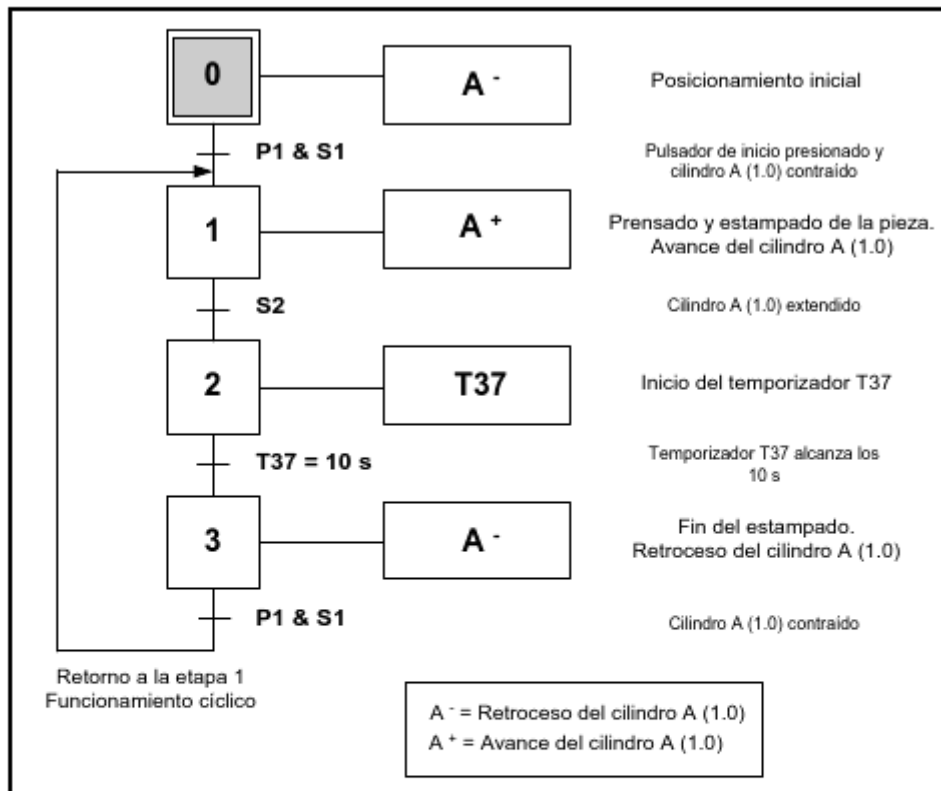 0
A -
Posicionamiento inicial
P1 & S1
Pulsador de inicio presionado y
cilindro A (1.0) contraído
1
A +
Prensado y estampado de la pieza.
Avance del cilindro A (1.0)
S2
Cilindro A (1.0) extendido
2
T37
Inicio del temporizador T37
T37 = 10 s
Temporizador T37 alcanza los
10 s
3
A -
Fin del estampado.
Retroceso del cilindro A (1.0)
P1 & S1
Cilindro A (1.0) contraído
Retorno a la etapa 1
Funcionamiento cíclico
A - = Retroceso del cilindro A (1.0)
A + = Avance del cilindro A (1.0)